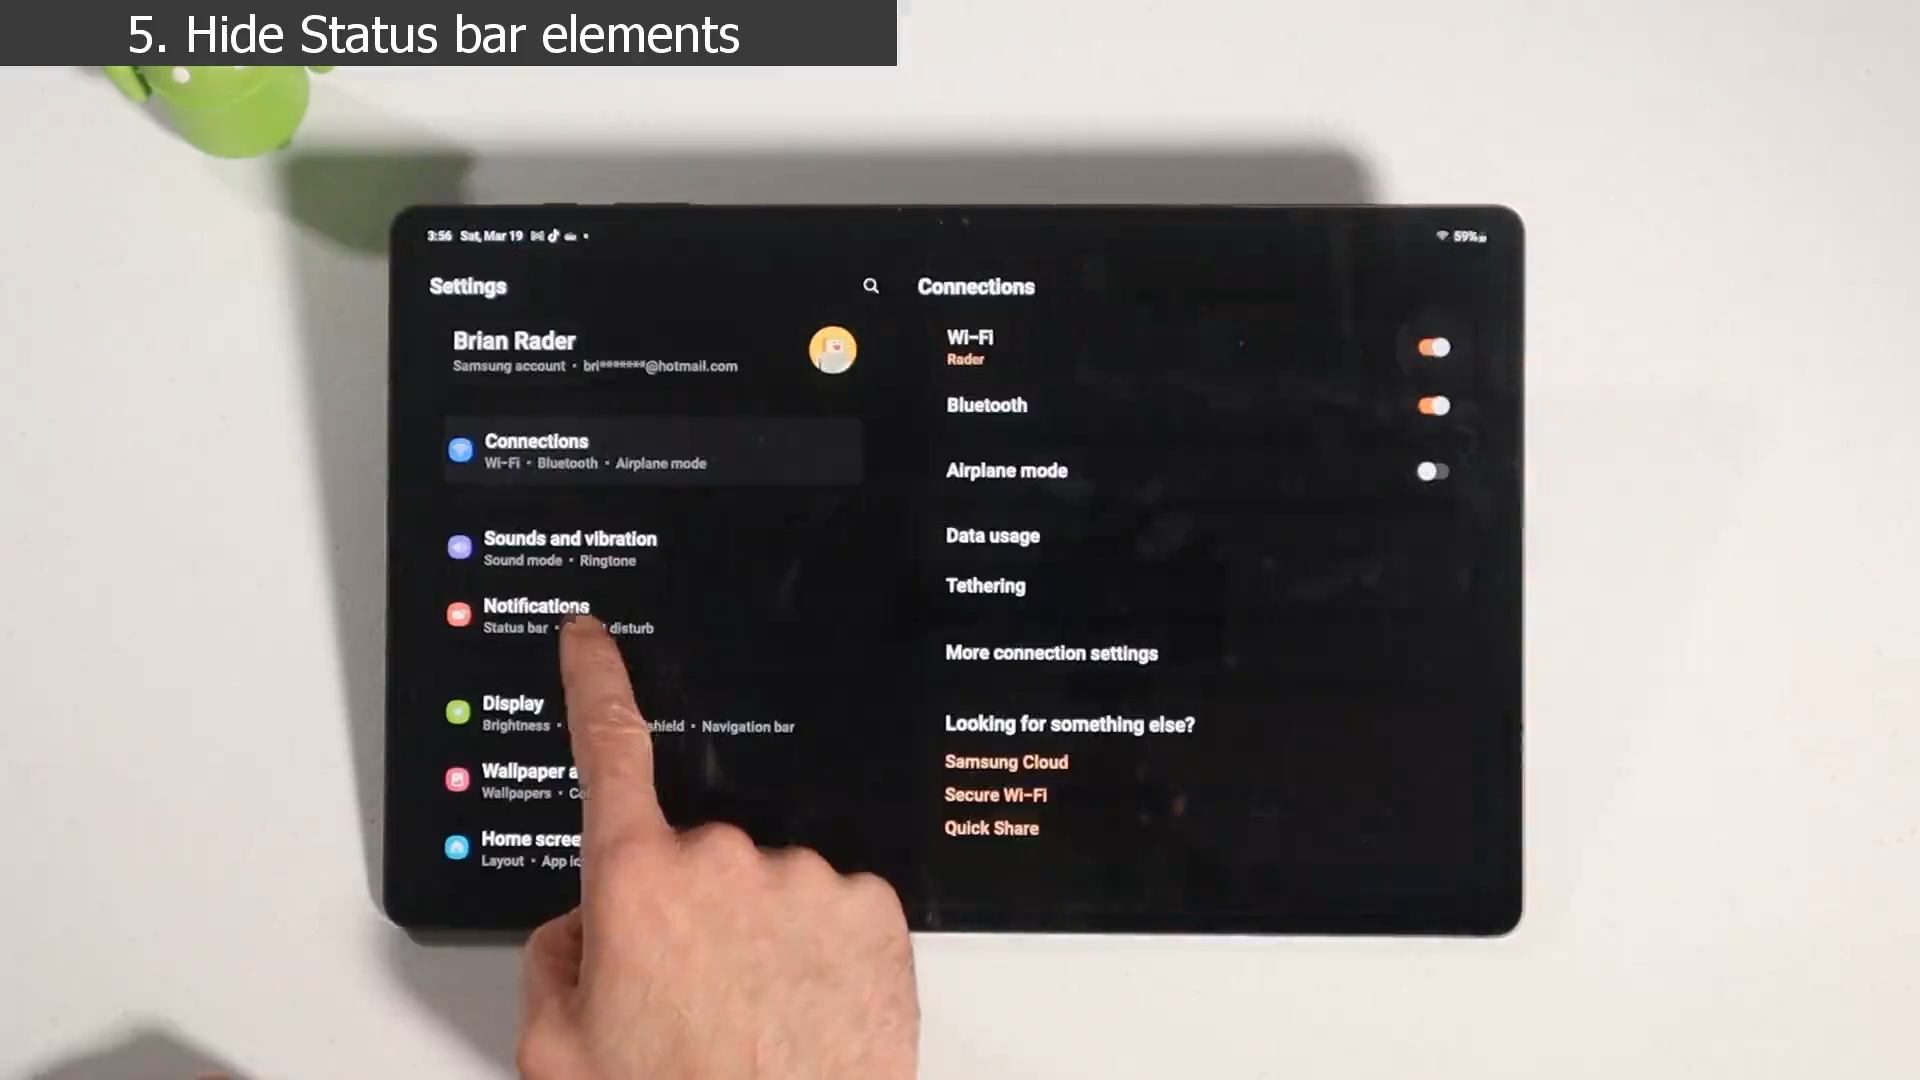 5. Hide Status bar elements
3:56 Sat, Mar 19
59%
Settings
Connections
Brian Rader
Samsung account • bri*******@hotmail.com
Wi-Fi
Rader
Bluetooth
Connections
Wi-Fi • Bluetooth • Airplane mode
Airplane mode
Sounds and vibration
Sound mode • Ringtone
Data usage
Tethering
Notifications
Status bar • disturb
More connection settings
Display
Brightness • shield • Navigation bar
Looking for something else?
Samsung Cloud
Wallpaper
Wallpapers •
Secure Wi-Fi
Quick Share
Home scree
Layout •